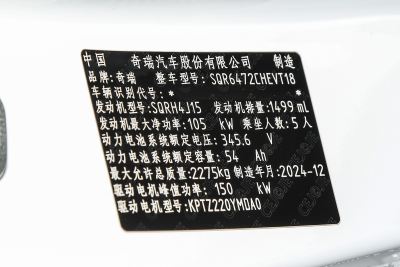 中国 奇瑞汽车股份有限公司 制造
品牌:奇瑞 整车型号:SQR6472CHEVT18
车辆识别代号:* *
发动机型号:SQRH4J15 发动机排量:1499 mL
发动机最大净功率:105 kW 乘坐人数:5 人
动力电池系统额定电压:345.6 V
动力电池系统额定容量:54 Ah
最大允许总质量:2275kg 制造年月:2024-12
驱动电机峰值功率:150 kW
驱动电机型号:KPTZ220YMDA0